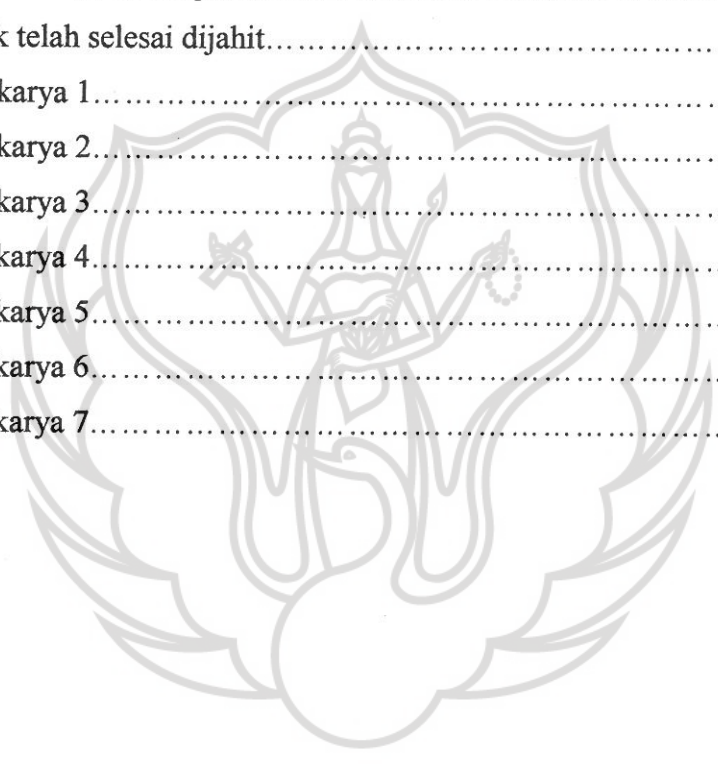 k telah selesai dijahit……………………………………………
karya 1……………………………………………………………
karya 2……………………………………………………………
karya 3……………………………………………………………
karya 4……………………………………………………………
karya 5……………………………………………………………
karya 6……………………………………………………………
karya 7……………………………………………………………